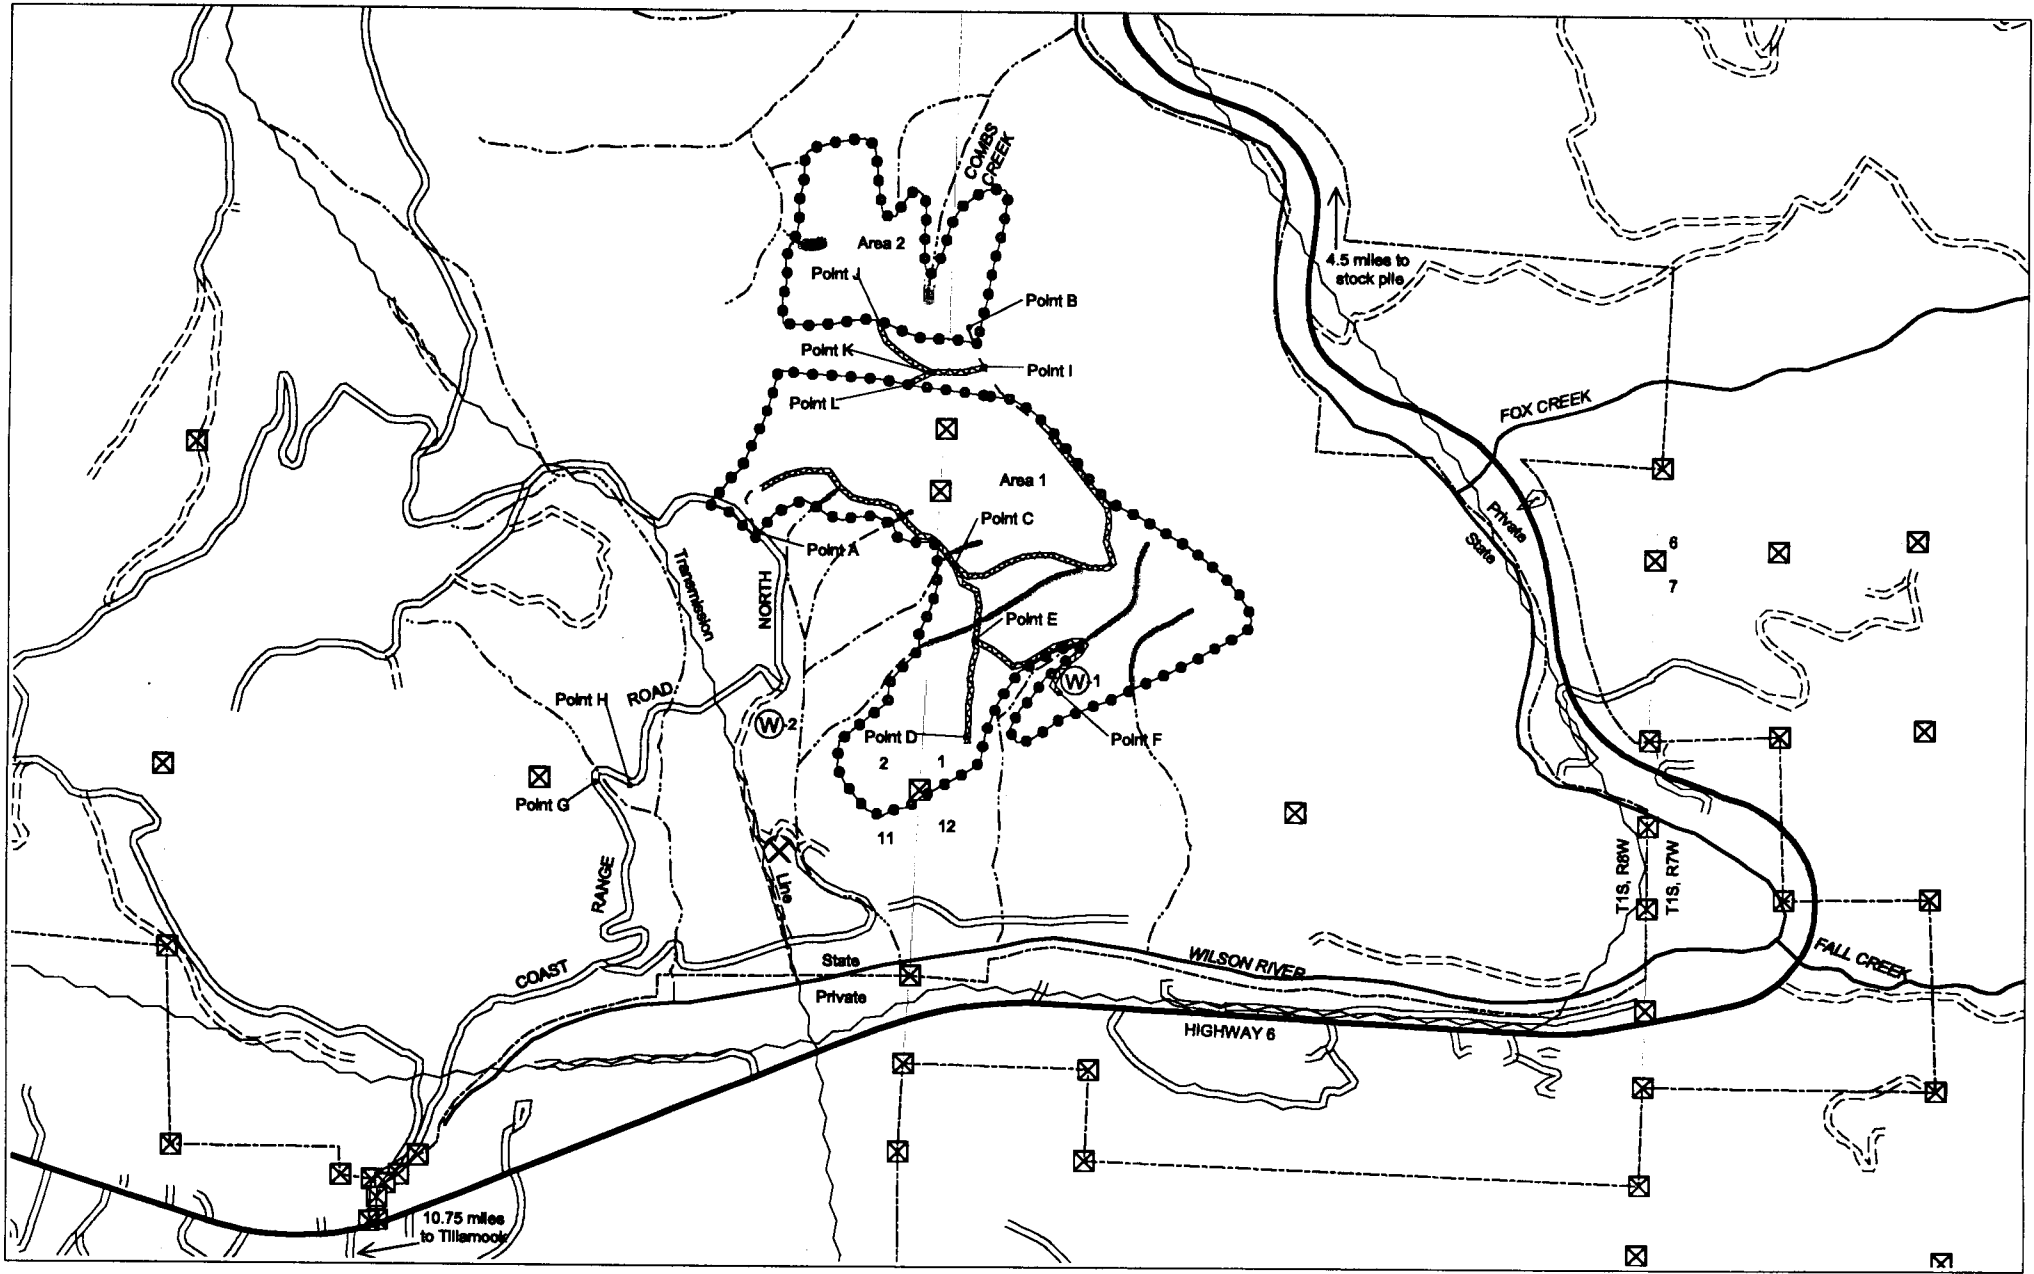 COMBS
CREEK
Area 2
Point J
Point B
4.5 miles to
stock pile
Point K
Point I
Point L
FOX CREEK
Area 1
Point C
Private
State
Point A
6
7
Transmission
NORTH
Point E
W-1
Point H
ROAD
W-2
Point D
Point F
2
1
Point G
11
12
T1S, R8W
T1S, R7W
Line
RANGE
COAST
State
Private
WILSON RIVER
FALL CREEK
HIGHWAY 6
10.75 miles
to Tillamook